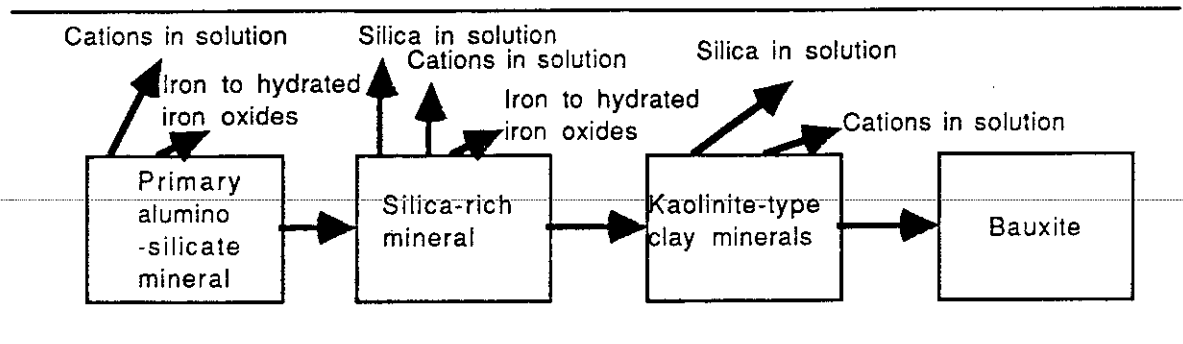 Cations in solution
Iron to hydrated
iron oxides
Silica in solution
Cations in solution
Iron to hydrated
iron oxides
Silica in solution
Cations in solution
Primary
alumino
-silicate
mineral
Silica-rich
mineral
Kaolinite-type
clay minerals
Bauxite